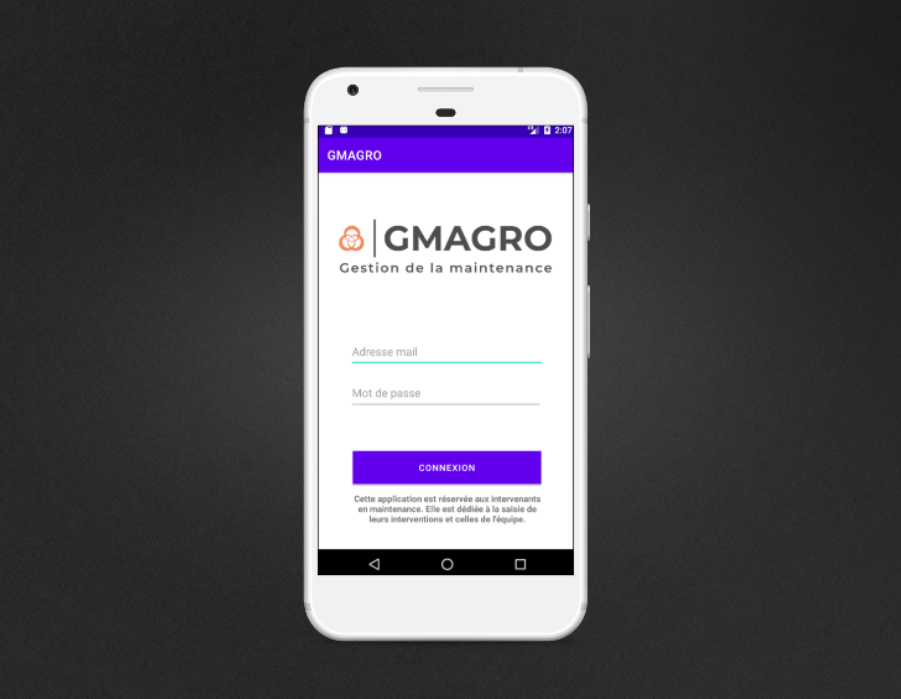 2:07
GMAGRO
GMAGRO
Gestion de la maintenance
Adresse mail
Mot de passe
CONNEXION
Cette application est réservée aux intervenants
en maintenance. Elle est dédiée à la saisie de
leurs interventions et celles de l'équipe.